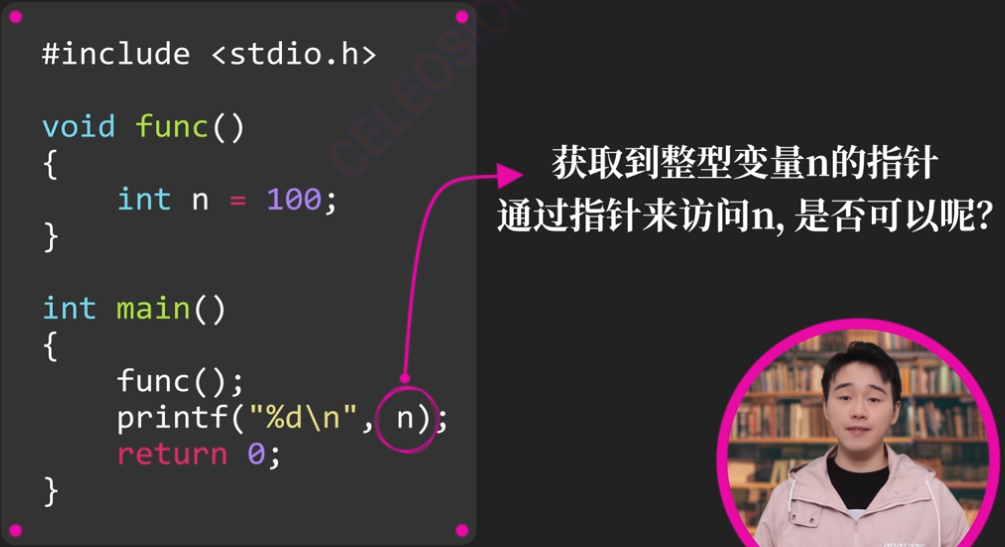 #include <stdio.h>
void func()
{
int n = 100;
}
int main()
{
func();
printf("%d\n", n);
return 0;
}
获取到整型变量n的指针
通过指针来访问n, 是否可以呢?